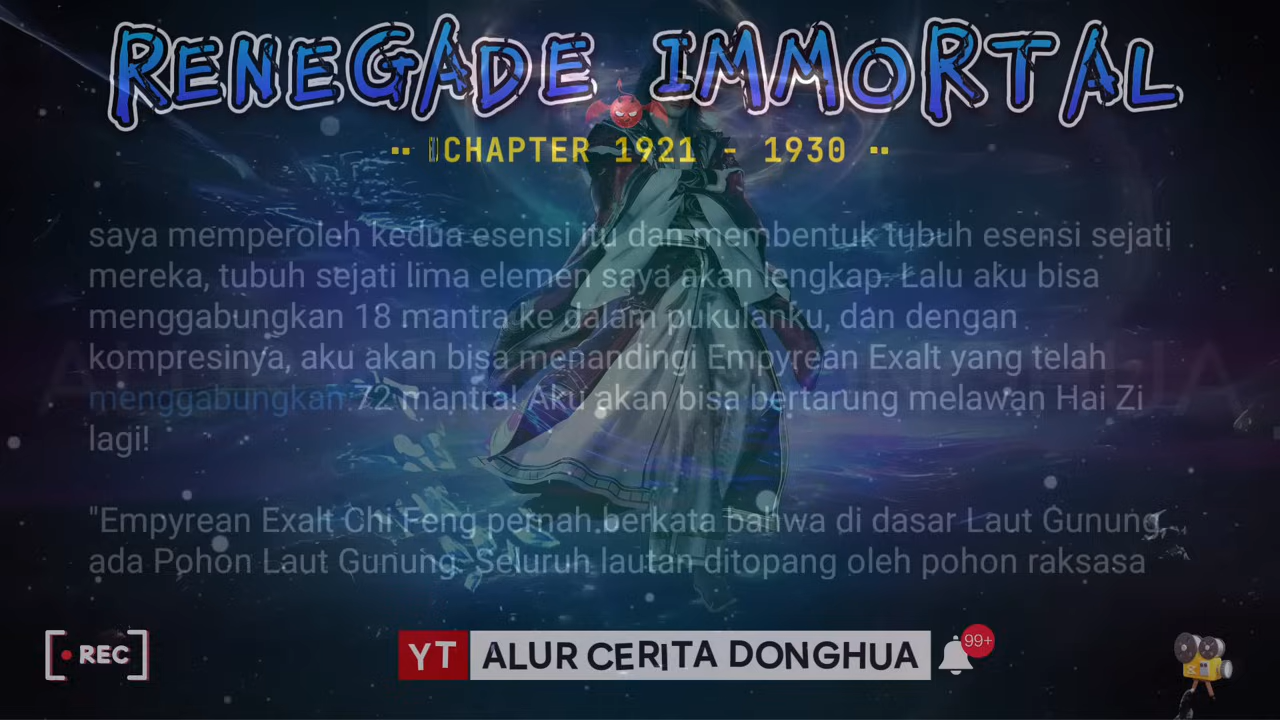 RENEGADE IMMORTAL
CHAPTER 1921 - 1930
saya memperoleh kedua esensi itu dan membentuk tubuh esensi sejati
mereka, tubuh sejati lima elemen saya akan lengkap. Lalu aku bisa
menggabungkan 18 mantra ke dalam pukulanku, dan dengan
kompresinya, aku akan bisa menandingi Empyrean Exalt yang telah
menggabungkan 72 mantra! Aku akan bisa bertarung melawan Hai Zi
lagi!
"Empyrean Exalt Chi Feng pernah berkata bahwa di dasar Laut Gunung,
ada Pohon Laut Gunung. Seluruh lautan ditopang oleh pohon raksasa
REC
YT ALUR CERITA DONGHUA
99+